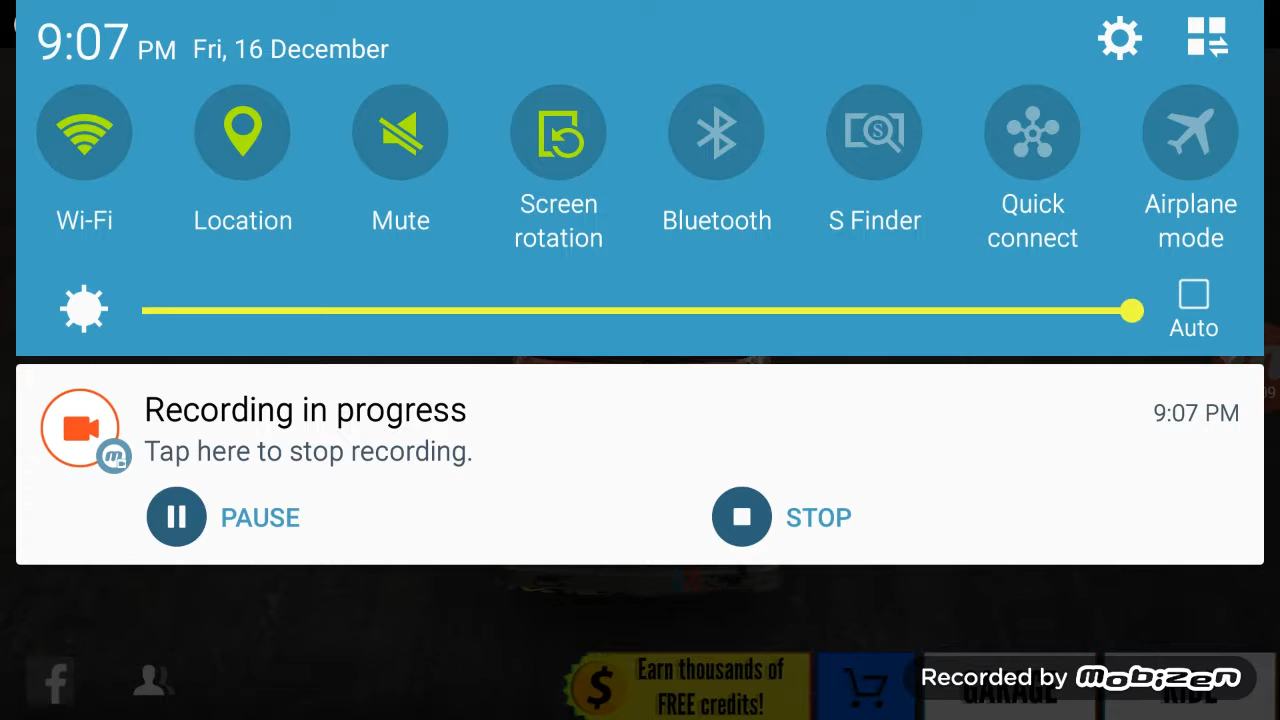 9:07 PM Fri, 16 December
Wi-Fi
Location
Mute
Screen
rotation
Bluetooth
S Finder
Quick
connect
Airplane
mode
Auto
Recording in progress
9:07 PM
Tap here to stop recording.
PAUSE
STOP
Earn thousands of
FREE credits!
GARAGE
RIDE
Recorded by mobizen